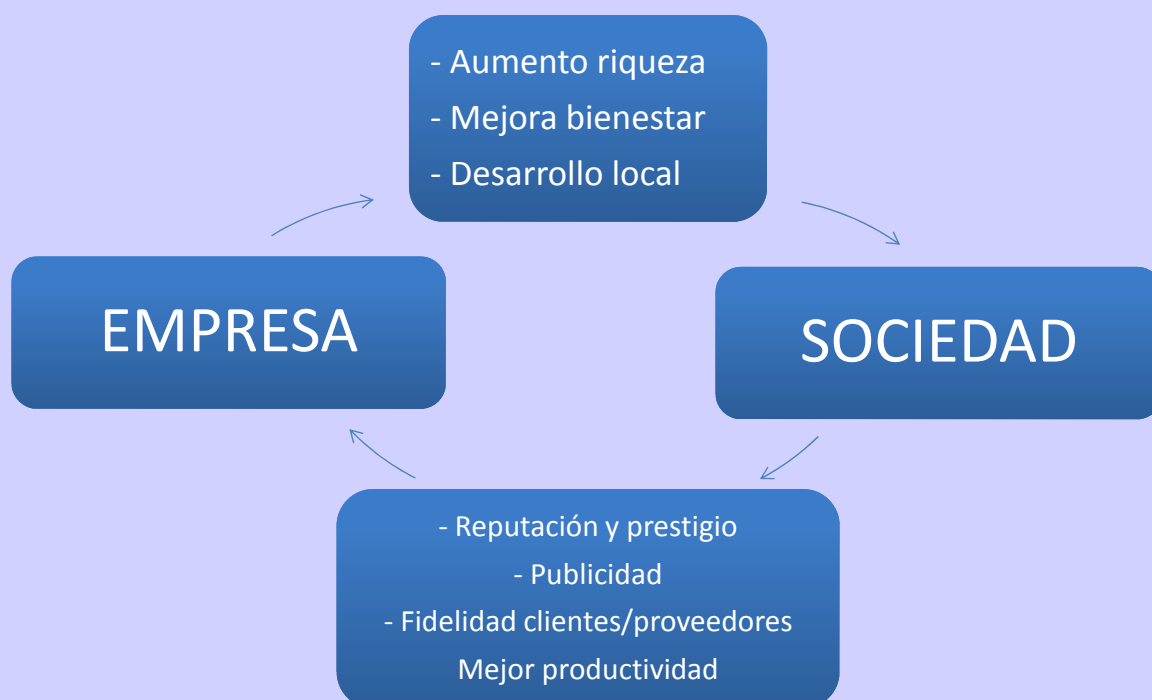 - Aumento riqueza
- Mejora bienestar
- Desarrollo local
EMPRESA
SOCIEDAD
- Reputación y prestigio
- Publicidad
- Fidelidad clientes/proveedores
Mejor productividad